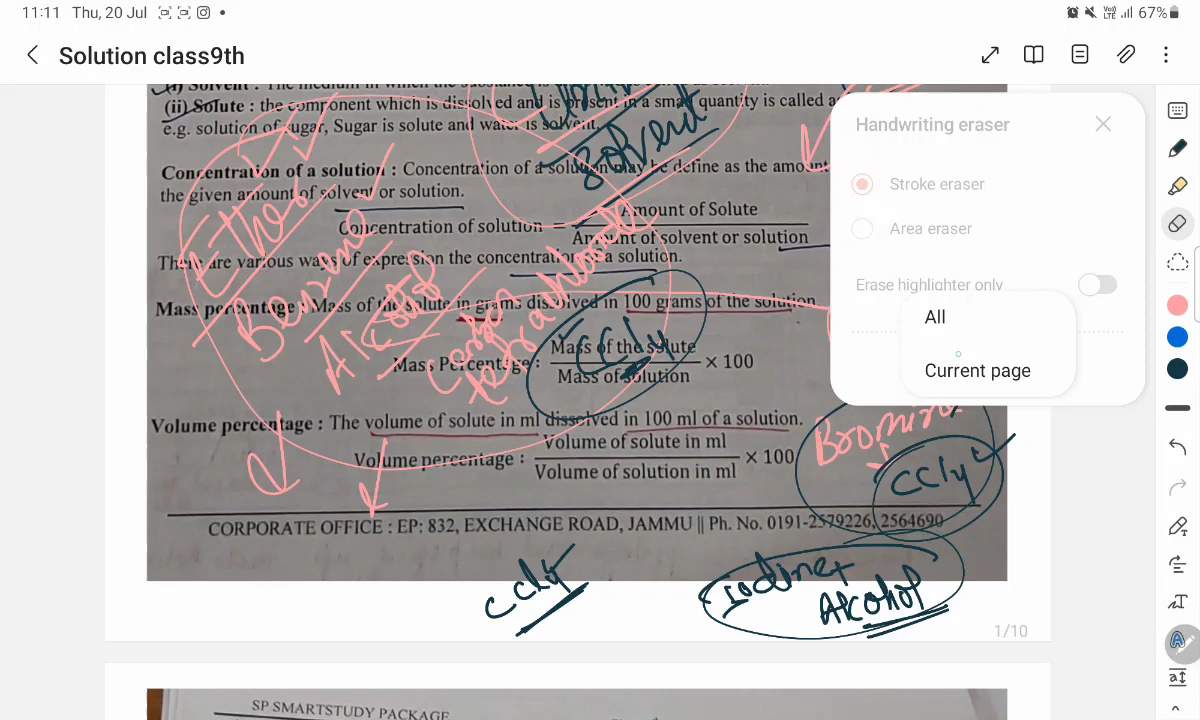 11:11 Thu, 20 Jul 67%
Solution class9th
(i) Solvent : The medium in which the
(ii) Solute : the component which is dissolved and is present in a small quantity is called a
e.g. solution of sugar, Sugar is solute and water is solvent.
Solvent
Concentration of a solution : Concentration of a solution may be define as the amount
the given amount of solvent or solution.
Concentration of solution = Amount of Solute
Amount of solvent or solution
There are various ways of expression the concentration of a solution.
Ether
Benzene
Alcohol
Carbon
tetrachloride
Mass percentage : Mass of the solute in grams dissolved in 100 grams of the solution
CCl4
Mass Percentage : Mass of the solute × 100
Mass of solution
Volume percentage : The volume of solute in ml dissolved in 100 ml of a solution.
Volume percentage : Volume of solute in ml × 100
Volume of solution in ml
Bromine
CCl4
CORPORATE OFFICE : EP: 832, EXCHANGE ROAD, JAMMU || Ph. No. 0191-2579226, 2564690
CCl4
Iodine +
Alcohol
1/10
SP SMARTSTUDY PACKAGE
Handwriting eraser
Stroke eraser
Area eraser
Erase highlighter only
All
Current page